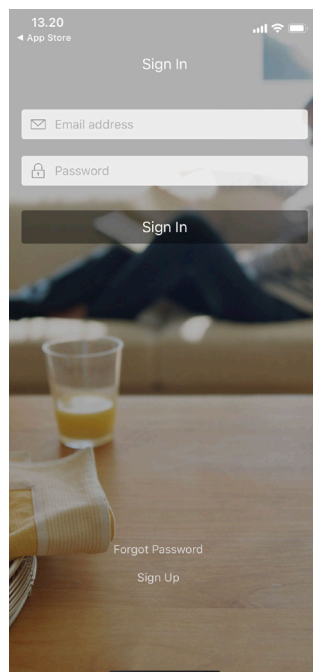 13.20
◀ App Store
Sign In
Email address
Password
Sign In
Forgot Password
Sign Up